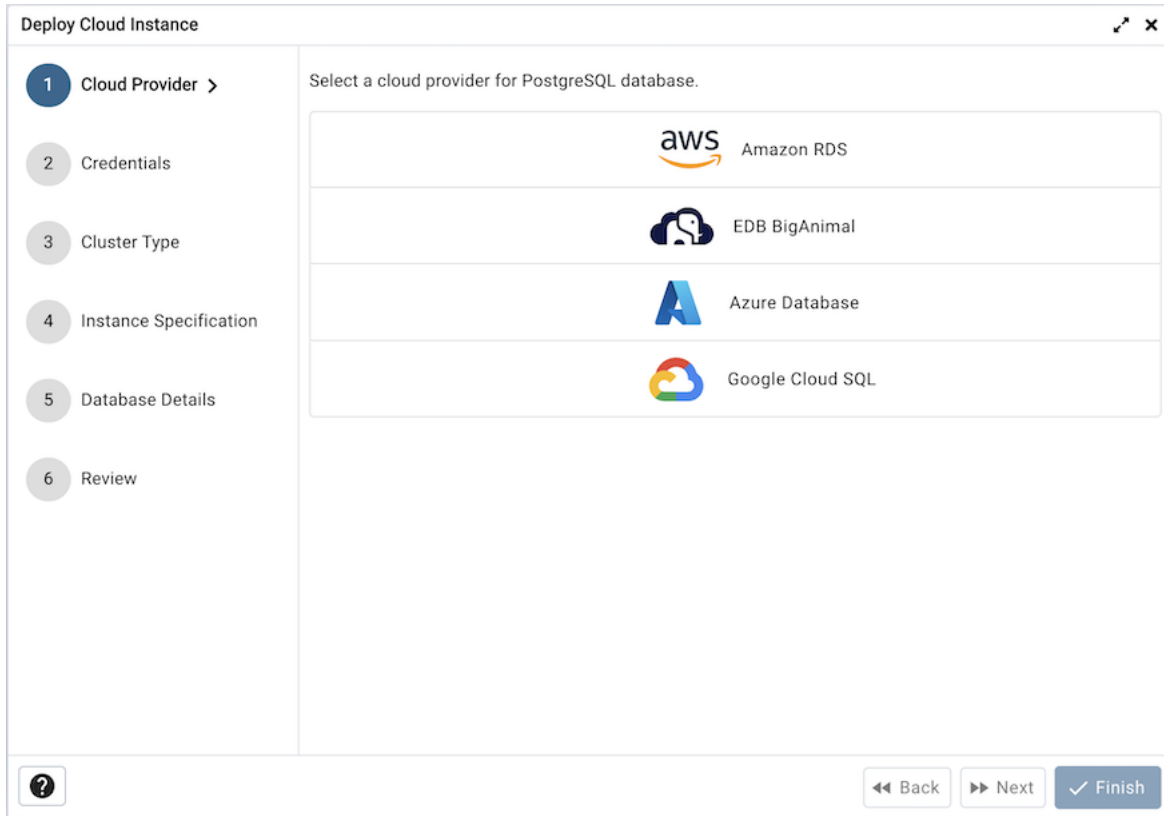 Deploy Cloud Instance
1 Cloud Provider
2 Credentials
3 Cluster Type
4 Instance Specification
5 Database Details
6 Review
Select a cloud provider for PostgreSQL database.
aws Amazon RDS
EDB BigAnimal
Azure Database
Google Cloud SQL
? Back Next Finish